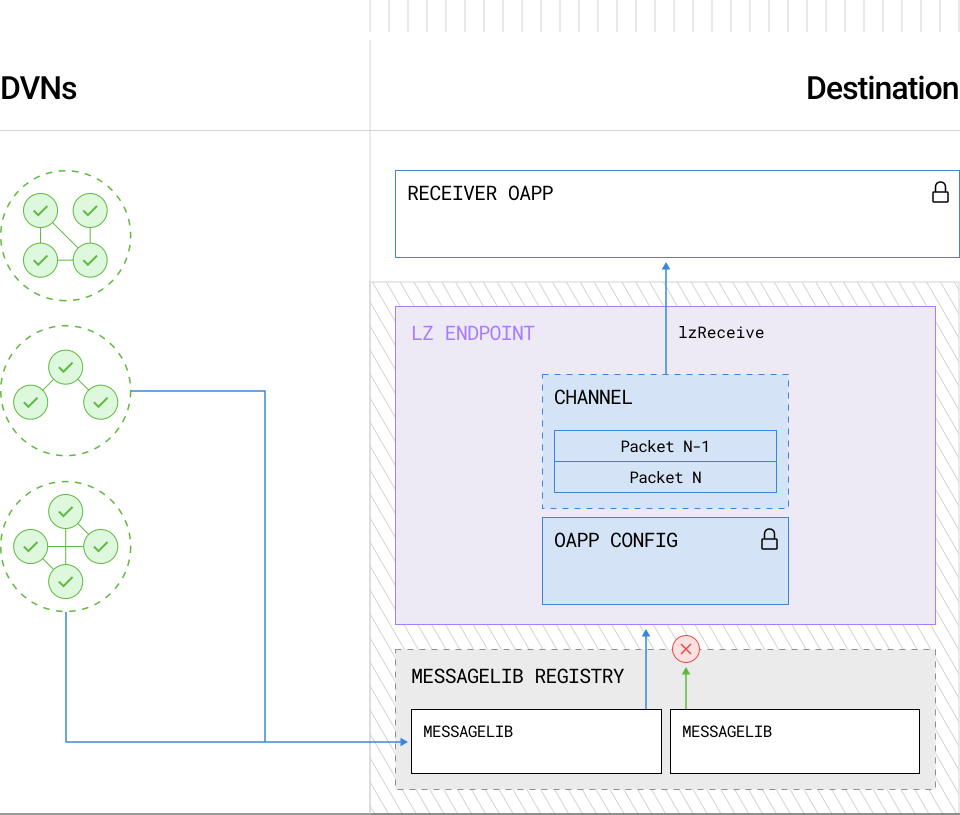 DVNs
Destination
RECEIVER OAPP
LZ ENDPOINT
lzReceive
CHANNEL
Packet N-1
Packet N
OAPP CONFIG
MESSAGELIB REGISTRY
MESSAGELIB
MESSAGELIB